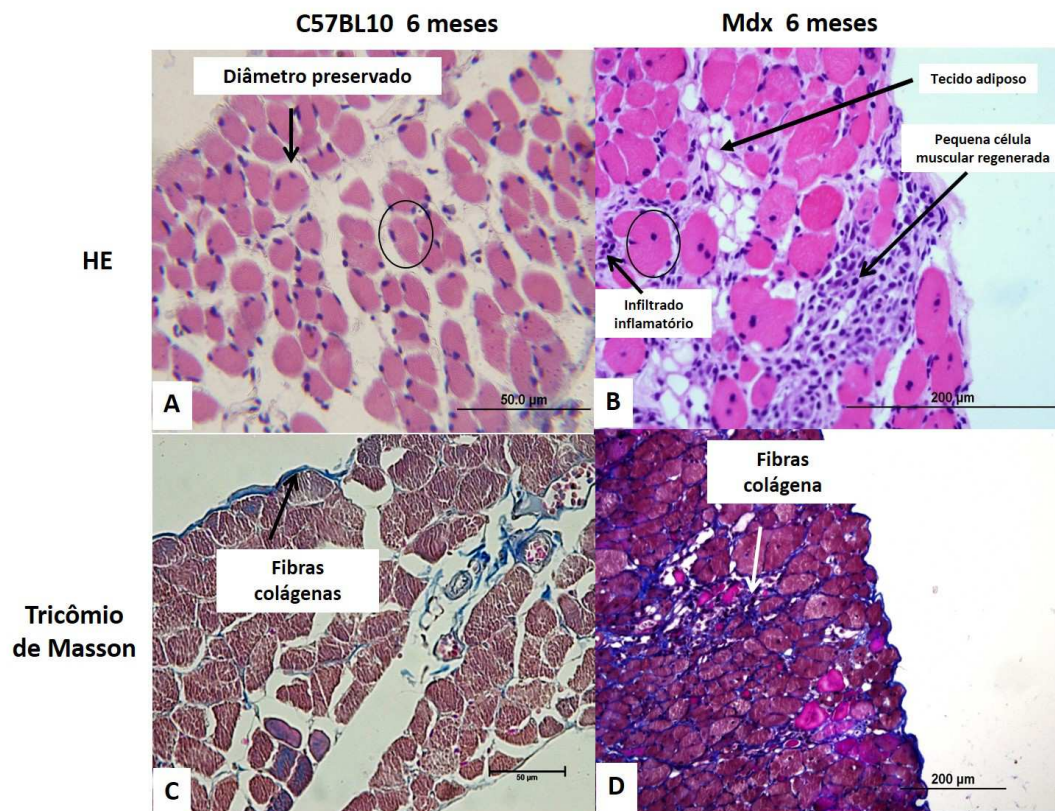 C57BL10 6 meses
Mdx 6 meses
HE
Diâmetro preservado
A
50.0 µm
Tecido adiposo
Pequena célula
muscular regenerada
Infiltrado
inflamatório
B
200 µm
Tricômio
de Masson
Fibras
colágenas
C
50 µm
Fibras
colágena
D
200 µm